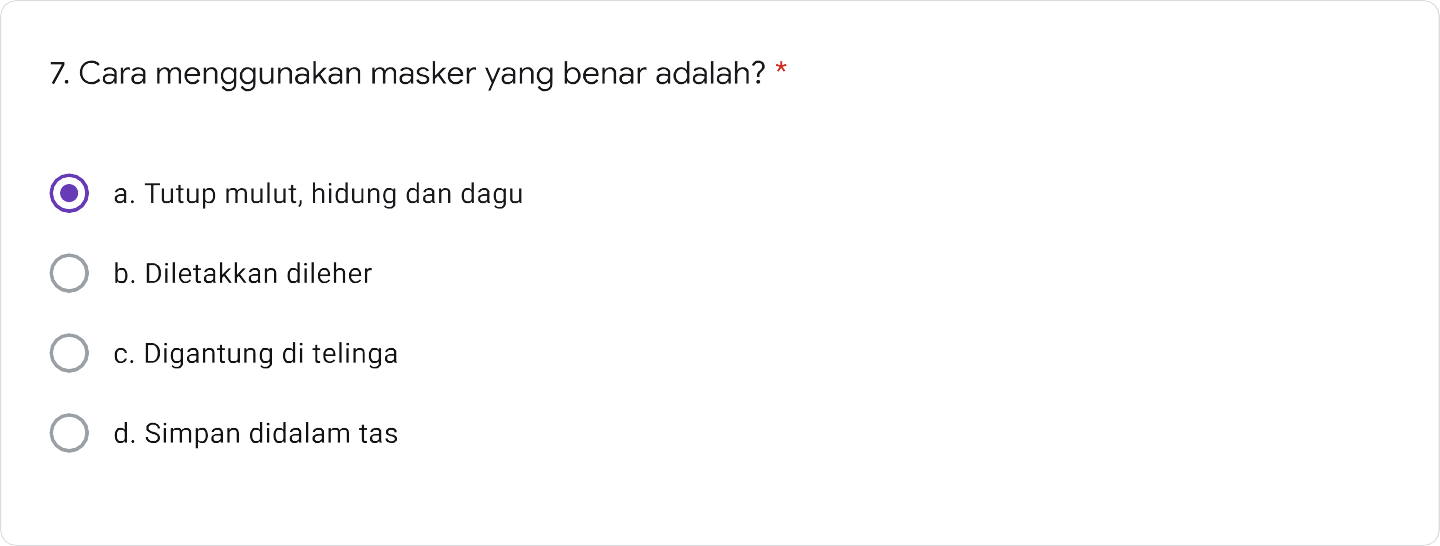 7. Cara menggunakan masker yang benar adalah? *
a. Tutup mulut, hidung dan dagu
b. Diletakkan dileher
c. Digantung di telinga
d. Simpan didalam tas